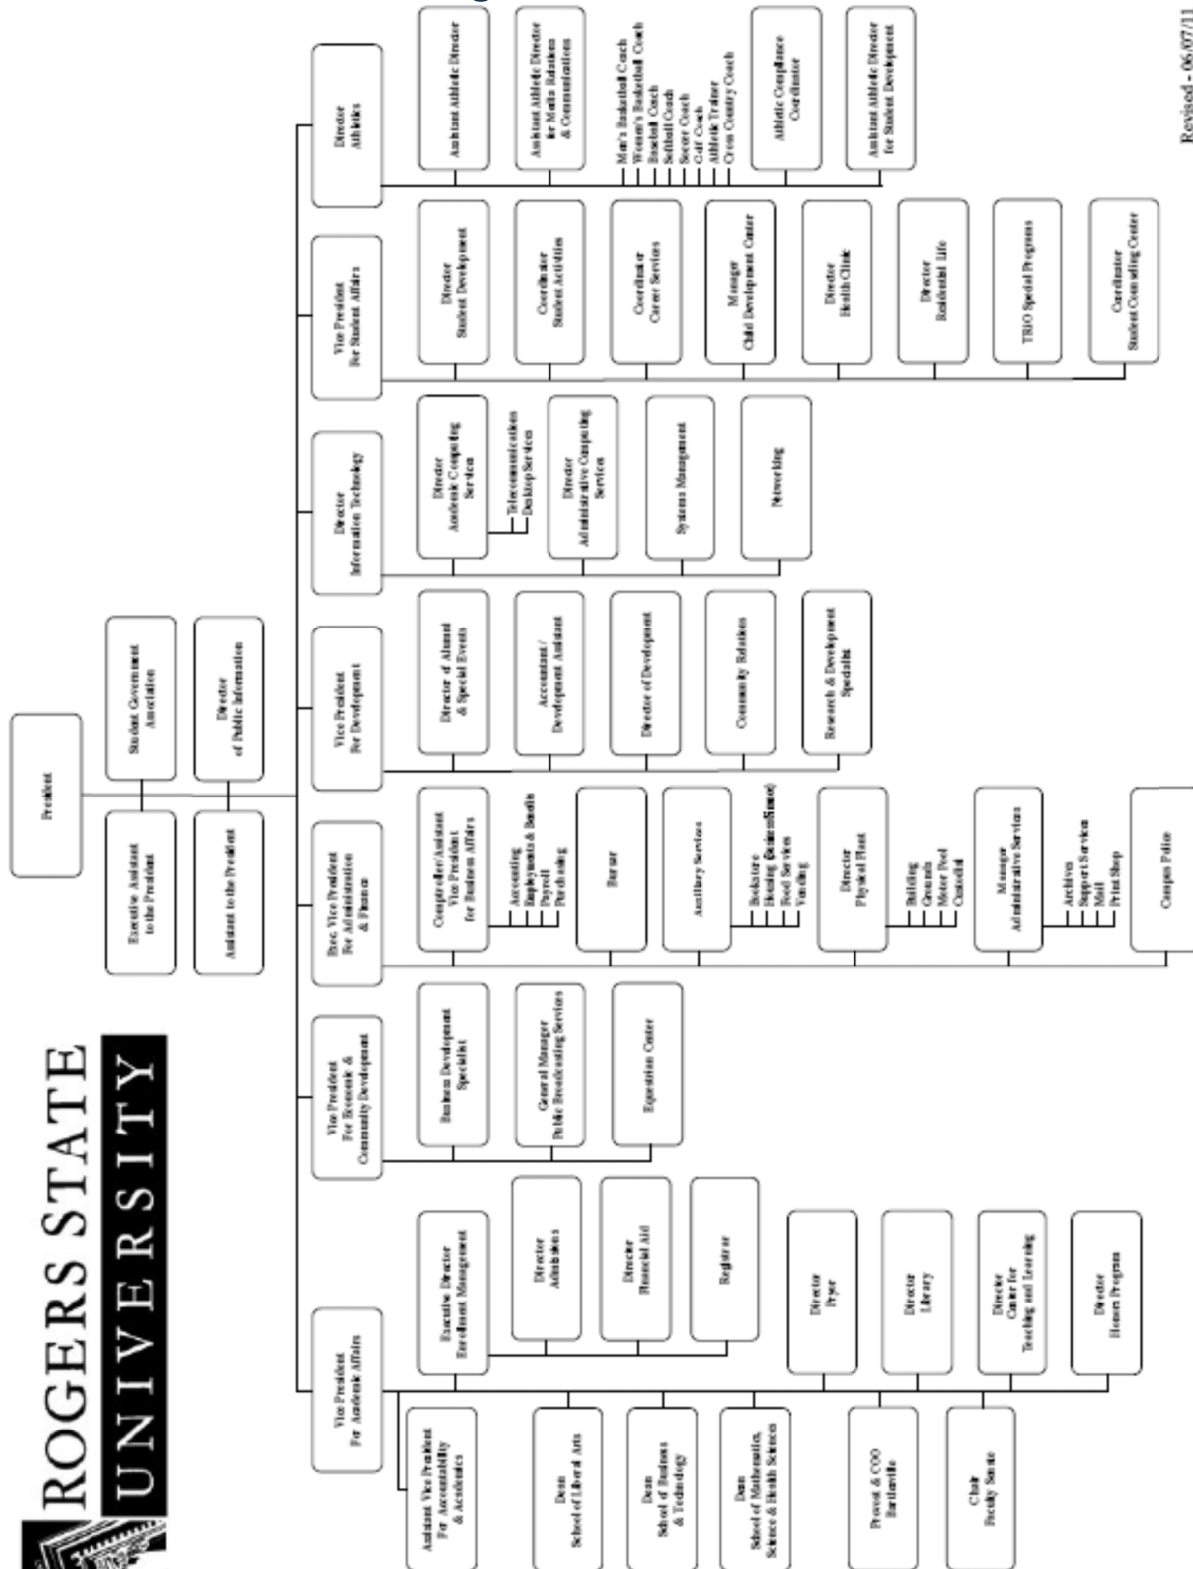 ROGERS STATE
UNIVERSITY
President
Executive Assistant
to the President
Student Government
Association
Assistant to the President
Director
of Public Information
Vice President
For Academic Affairs
Assistant Vice President
For Accountability
& Academics
Dean
School of Liberal Arts
Dean
School of Business
& Technology
Dean
School of Mathematics,
Science & Health Sciences
Provost & COO
Bartlesville
Chair
Faculty Senate
Executive Director
Enrollment Management
Director
Admissions
Director
Financial Aid
Registrar
Director
Pryor
Director
Library
Director
Center for
Teaching and Learning
Director
Honors Program
Vice President
For Economic &
Community Development
Business Development
Specialist
General Manager
Public Broadcasting Services
Equestrian Center
Exec. Vice President
For Administration
& Finance
Comptroller/Assistant
Vice President
for Business Affairs
Accounting
Employments & Benefits
Payroll
Purchasing
Bursar
Auxiliary Services
Bookstore
Housing (Business/Finance)
Food Services
Vending
Director
Physical Plant
Building
Grounds
Motor Pool
Custodial
Manager
Administrative Services
Archives
Support Services
Mail
Print Shop
Campus Police
Vice President
For Development
Director of Alumni
& Special Events
Accountant/
Development Assistant
Director of Development
Community Relations
Research & Development
Specialist
Director
Information Technology
Director
Academic Computing
Services
Telecommunications
Desktop Services
Director
Administrative Computing
Services
Systems Management
Networking
Vice President
For Student Affairs
Director
Student Development
Coordinator
Student Activities
Coordinator
Career Services
Manager
Child Development Center
Director
Health Clinic
Director
Residential Life
TRiO Special Programs
Coordinator
Student Counseling Center
Director
Athletics
Assistant Athletic Director
Assistant Athletic Director
for Media Relations
& Communications
Men's Basketball Coach
Women's Basketball Coach
Baseball Coach
Softball Coach
Soccer Coach
Golf Coach
Athletic Trainer
Cross Country Coach
Athletic Compliance
Coordinator
Assistant Athletic Director
for Student Development
Revised - 06/07/11